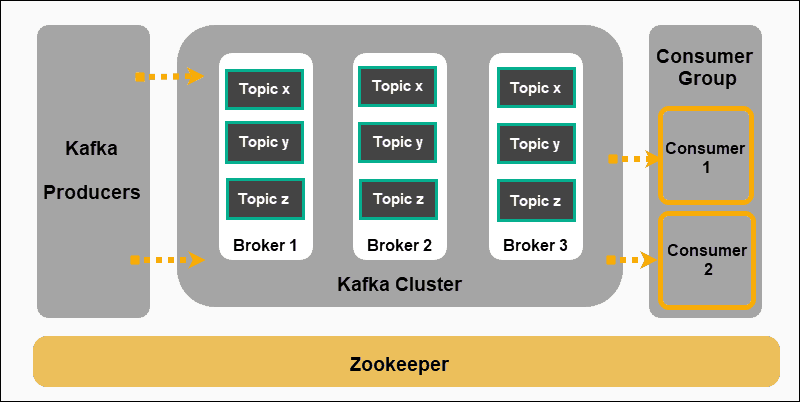 Kafka
Producers
Topic x
Topic y
Topic z
Broker 1
Topic x
Topic y
Topic z
Broker 2
Topic x
Topic y
Topic z
Broker 3
Kafka Cluster
Consumer
Group
Consumer
1
Consumer
2
Zookeeper